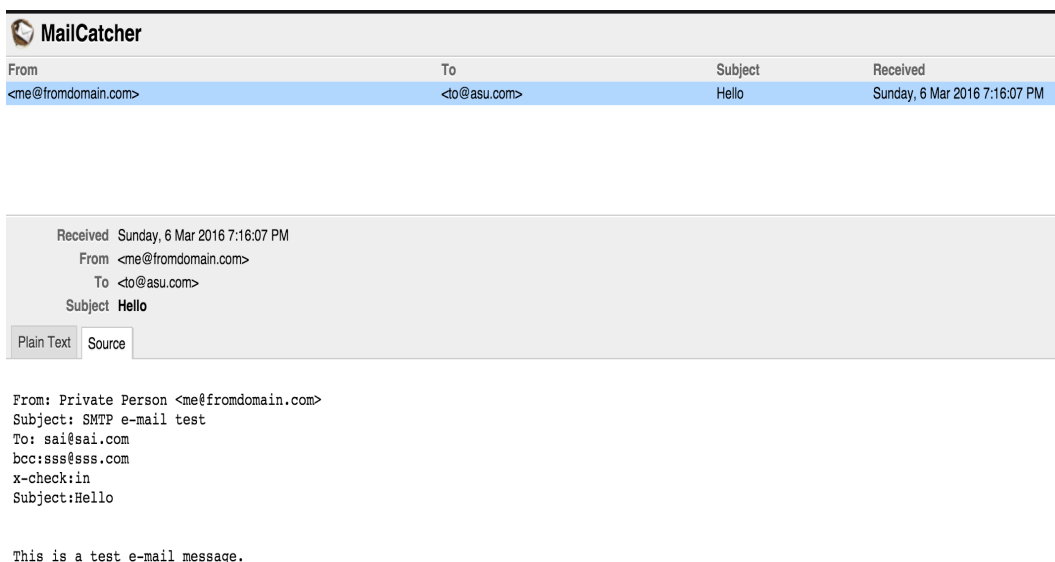 MailCatcher
From To Subject Received
<me@fromdomain.com> <to@asu.com> Hello Sunday, 6 Mar 2016 7:16:07 PM
Received Sunday, 6 Mar 2016 7:16:07 PM
From <me@fromdomain.com>
To <to@asu.com>
Subject Hello
Plain Text Source
From: Private Person <me@fromdomain.com>
Subject: SMTP e-mail test
To: sai@sai.com
bcc:sss@sss.com
x-check:in
Subject:Hello
This is a test e-mail message.